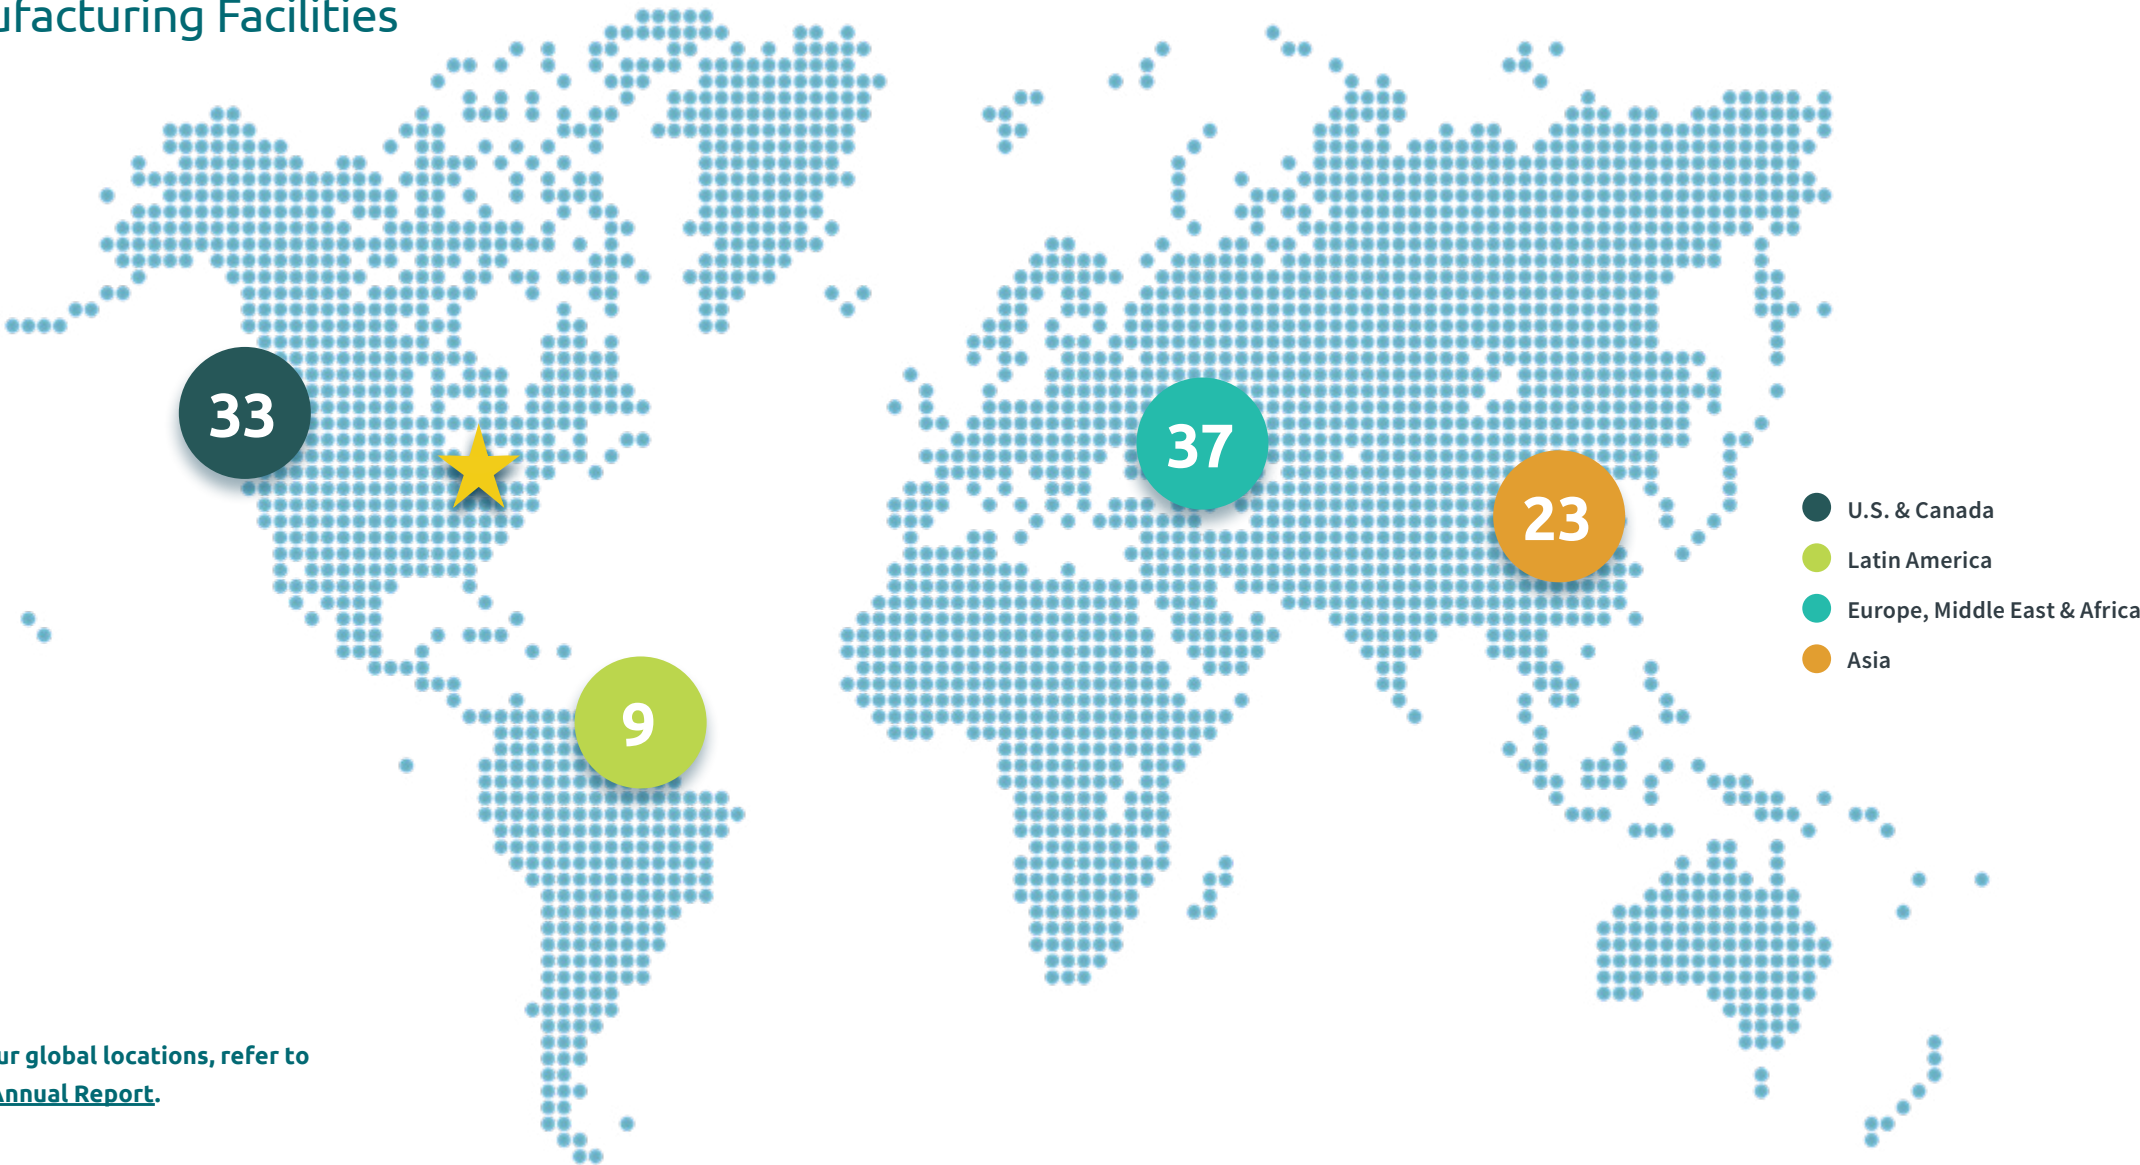 ufacturing Facilities
33
37
23
9
U.S. & Canada
Latin America
Europe, Middle East & Africa
Asia
ur global locations, refer to
Annual Report.